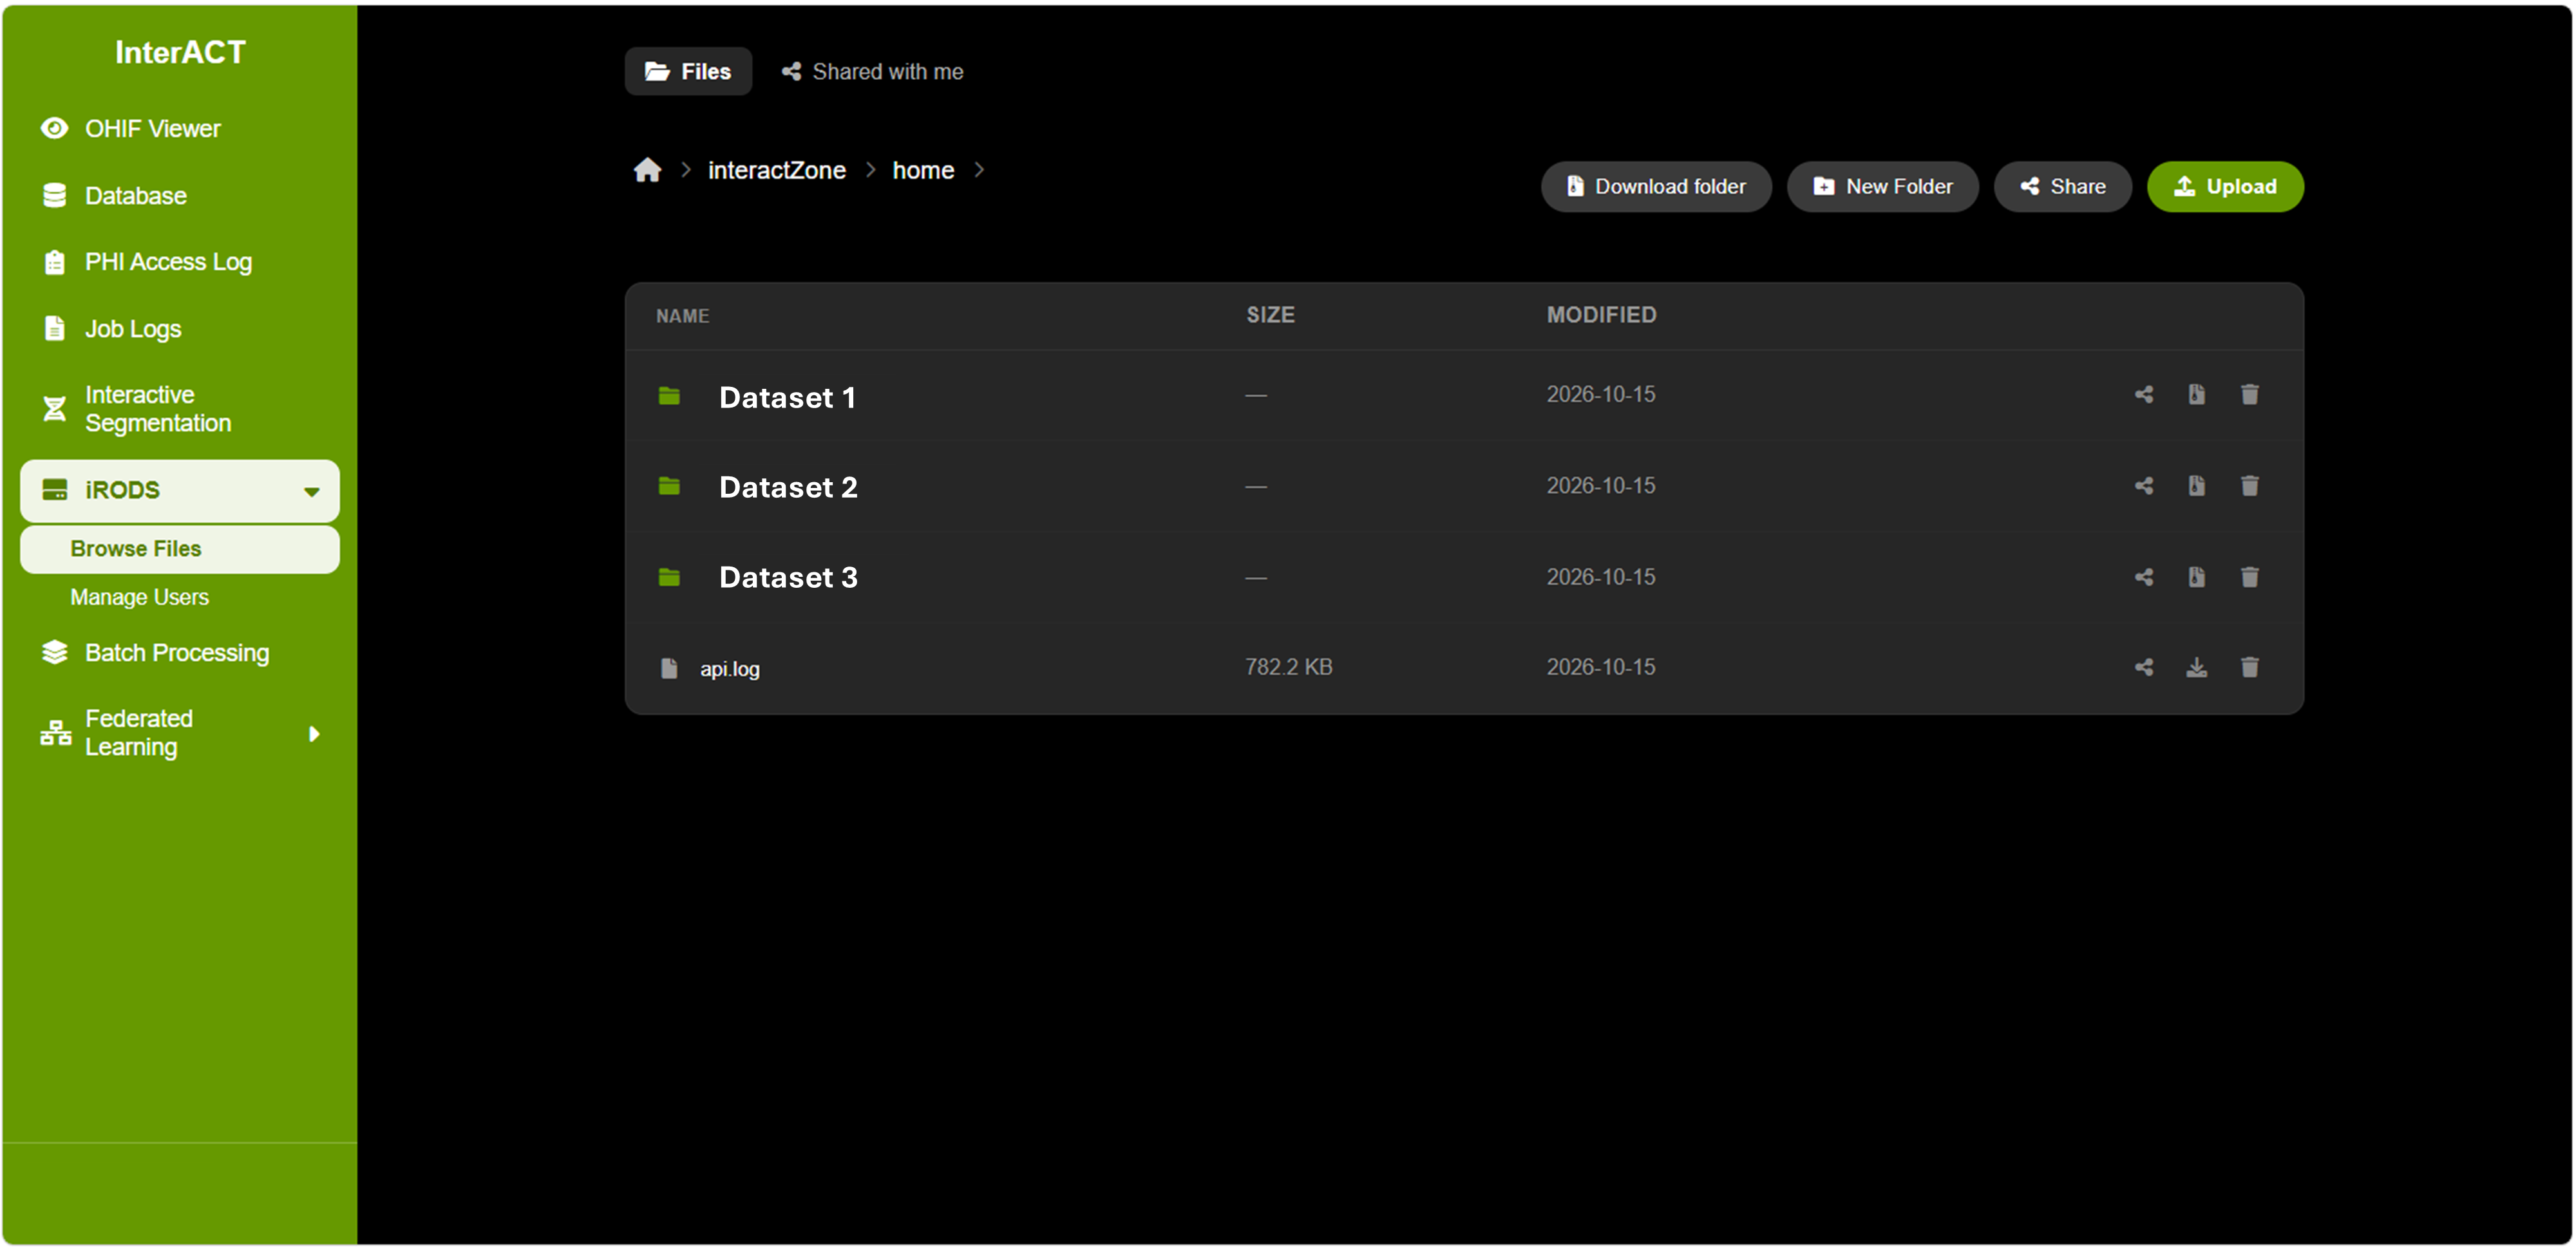 InterACT
OHIF Viewer
Database
PHI Access Log
Job Logs
Interactive
Segmentation
iRODS
Browse Files
Manage Users
Batch Processing
Federated
Learning
Files
Shared with me
interactZone
home
Download folder
New Folder
Share
Upload
NAME SIZE MODIFIED
Dataset 1 — 2026-10-15
Dataset 2 — 2026-10-15
Dataset 3 — 2026-10-15
api.log 782.2 KB 2026-10-15